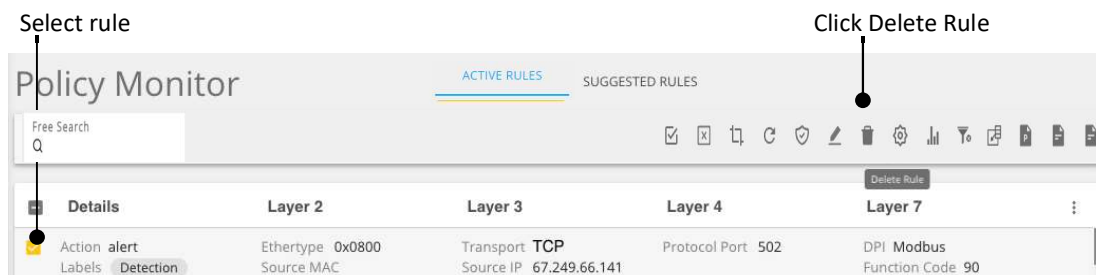 Select rule Click Delete Rule
Policy Monitor ACTIVE RULES SUGGESTED RULES
Free Search
Delete Rule
Details Layer 2 Layer 3 Layer 4 Layer 7
Action alert Ethertype 0x0800 Transport TCP Protocol Port 502 DPI Modbus
Labels Detection Source MAC Source IP 67.249.66.141 Function Code 90